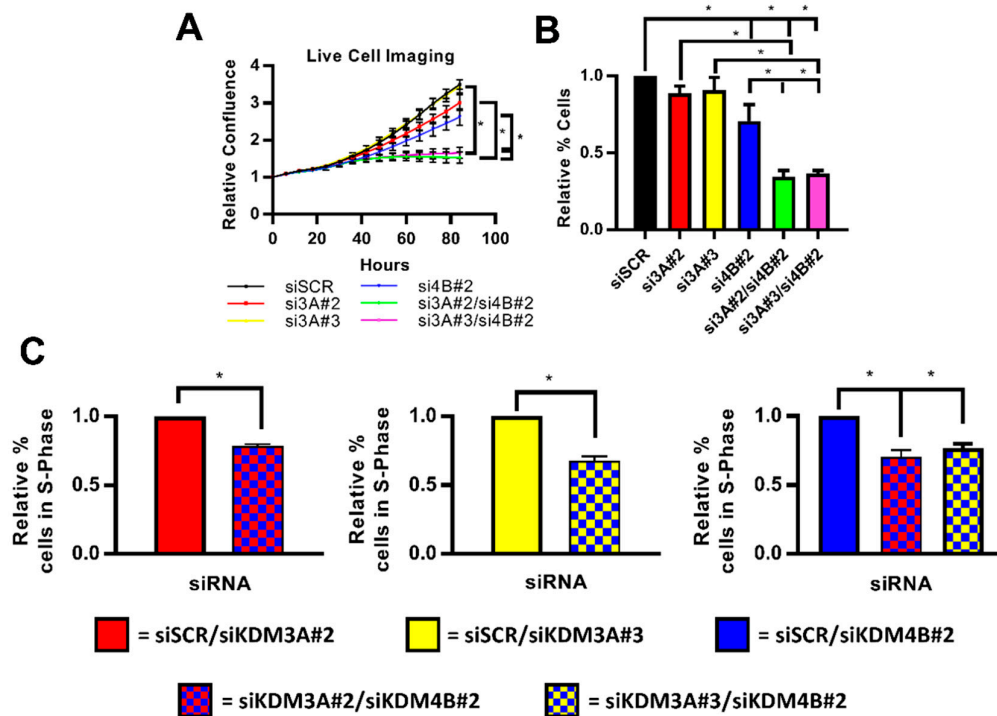 A
Live Cell Imaging
Relative Confluence
4
3
2
1
0
0 20 40 60 80 100
Hours
*
*
*
siSCR
si3A#2
si3A#3
si4B#2
si3A#2/si4B#2
si3A#3/si4B#2
B
* * *
*
*
* *
Relative % Cells
1.0
0.5
0.0
siSCR
si3A#2
si3A#3
si4B#2
si3A#2/si4B#2
si3A#3/si4B#2
C
Relative %
cells in S-Phase
1.0
0.5
0.0
*
siRNA
Relative %
cells in S-Phase
1.0
0.5
0.0
*
siRNA
Relative %
cells in S-Phase
1.0
0.5
0.0
* *
siRNA
= siSCR/siKDM3A#2
= siSCR/siKDM3A#3
= siSCR/siKDM4B#2
= siKDM3A#2/siKDM4B#2
= siKDM3A#3/siKDM4B#2